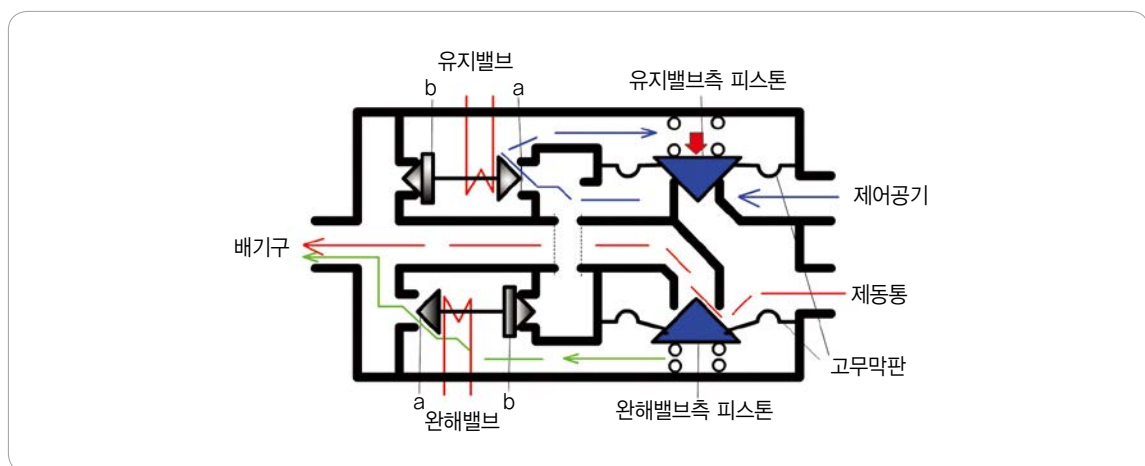 유지밸브
유지밸브측 피스톤
b
a
제어공기
배기구
제동통
고무막판
a
b
완해밸브
완해밸브측 피스톤